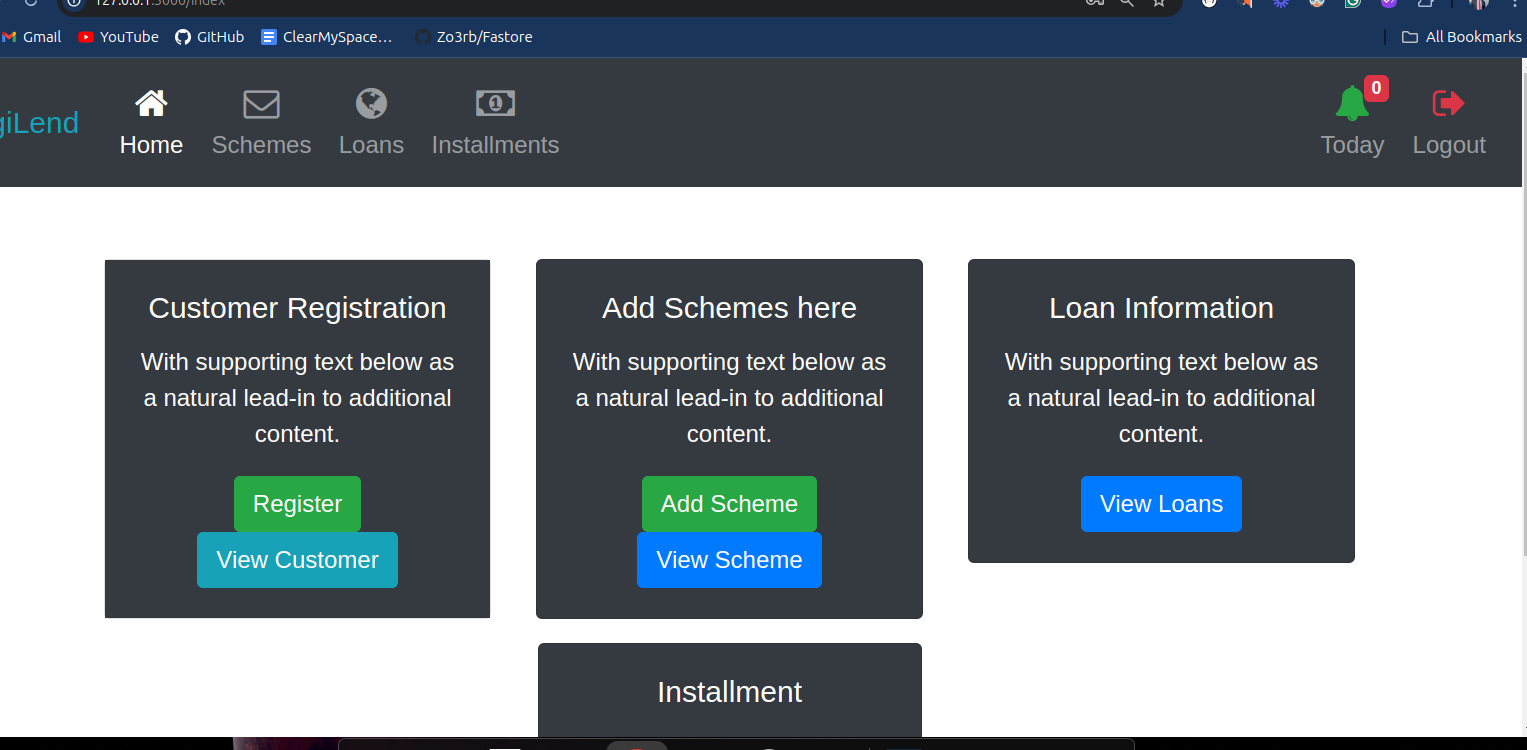 127.0.0.1:5000/index
Gmail YouTube GitHub ClearMySpace... Zo3rb/Fastore All Bookmarks
giLend Home Schemes Loans Installments 0 Today Logout
Customer Registration
With supporting text below as
a natural lead-in to additional
content.
Register
View Customer
Add Schemes here
With supporting text below as
a natural lead-in to additional
content.
Add Scheme
View Scheme
Loan Information
With supporting text below as
a natural lead-in to additional
content.
View Loans
Installment